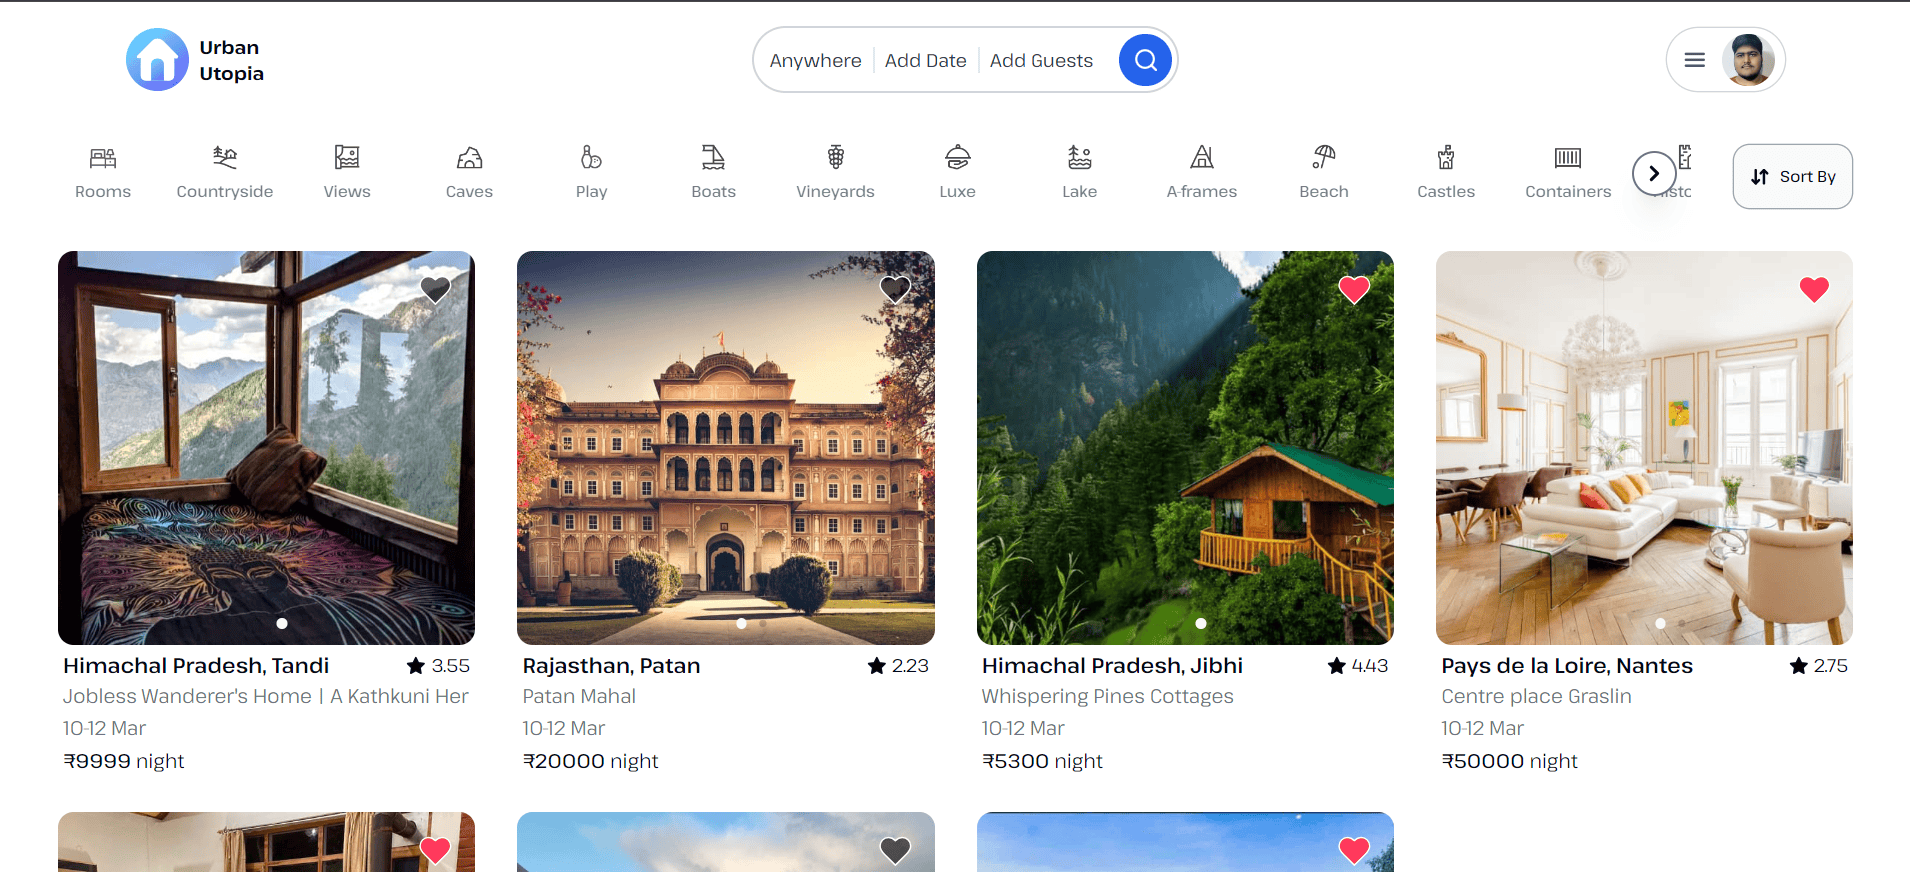 Urban
Utopia
Anywhere Add Date Add Guests
Rooms Countryside Views Caves Play Boats Vineyards Luxe Lake A-frames Beach Castles Containers Sort By
Himachal Pradesh, Tandi 3.55
Jobless Wanderer's Home | A Kathkuni Her
10-12 Mar
₹9999 night
Rajasthan, Patan 2.23
Patan Mahal
10-12 Mar
₹20000 night
Himachal Pradesh, Jibhi 4.43
Whispering Pines Cottages
10-12 Mar
₹5300 night
Pays de la Loire, Nantes 2.75
Centre place Graslin
10-12 Mar
₹50000 night